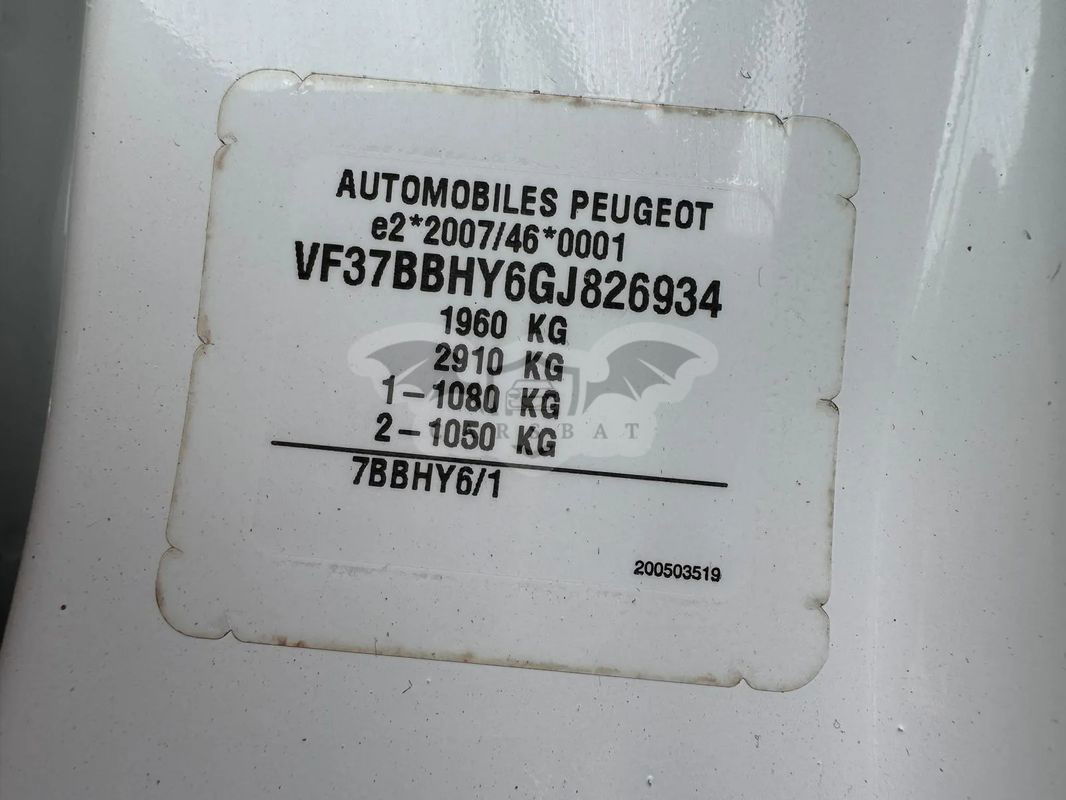 AUTOMOBILES PEUGEOT
e2*2007/46*0001
VF37BBHY6GJ826934
1960 KG
2910 KG
1-1080 KG
2-1050 KG
CAREBAT
7BBHY6/1
200503519